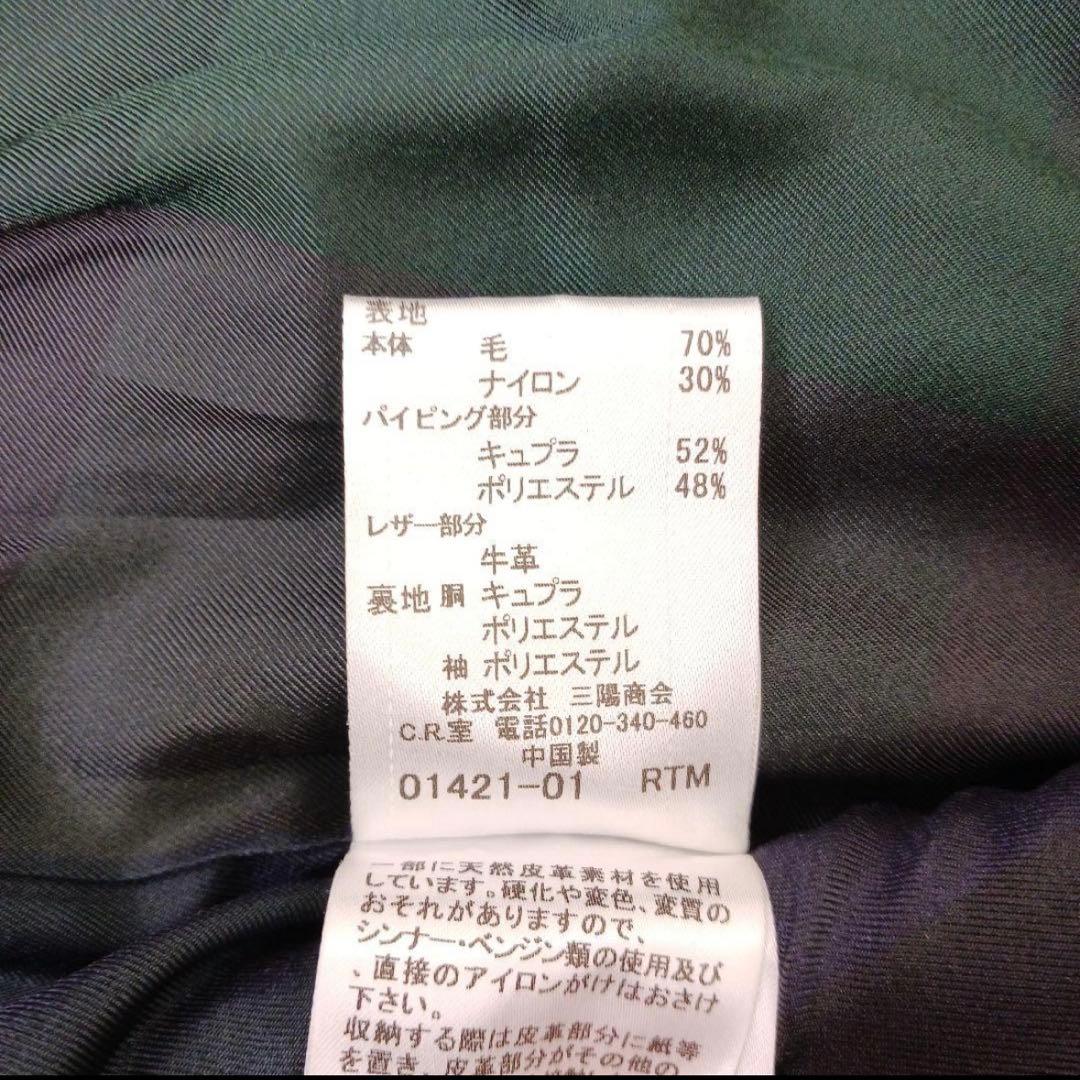 表地
本体 毛 70%
ナイロン 30%
パイピング部分
キュプラ 52%
ポリエステル 48%
レザー部分
牛革
裏地 胴 キュプラ
ポリエステル
袖 ポリエステル
株式会社 三陽商会
C.R.室 電話0120-340-460
中国製
01421-01 RTM
一部に天然皮革素材を使用
しています。硬化や変色、変質の
おそれがありますので、
シンナー・ベンジン類の使用及び
、直接のアイロンがけはおさけ
下さい。
収納する際は皮革部分に紙等
を置き、皮革部分がその他の